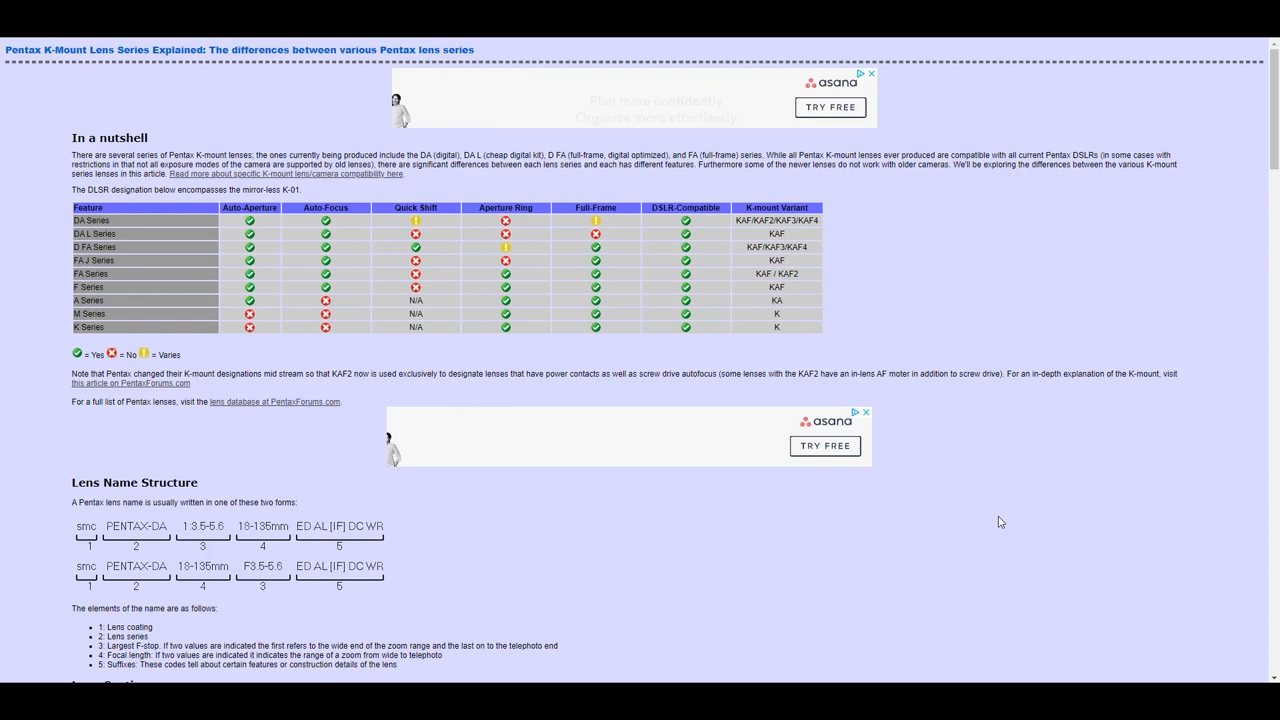 Pentax K-Mount Lens Series Explained: The differences between various Pentax lens series
asana
Plan more confidently.
Organize more effortlessly.
TRY FREE
In a nutshell
There are several series of Pentax K-mount lenses; the ones currently being produced include the DA (digital), DA L (cheap digital kit), D FA (full-frame, digital optimized), and FA (full-frame) series. While all Pentax K-mount lenses ever produced are compatible with all current Pentax DSLRs (in some cases with
restrictions in that not all exposure modes of the camera are supported by old lenses), there are significant differences between each lens series and each has different features. Furthermore some of the newer lenses do not work with older cameras. We'll be exploring the differences between the various K-mount
series lenses in this article. Read more about specific K-mount lens/camera compatibility here.
The DLSR designation below encompasses the mirror-less K-01.
Feature Auto-Aperture Auto-Focus Quick Shift Aperture Ring Full-Frame DSLR-Compatible K-mount Variant
DA Series KAF/KAF2/KAF3/KAF4
DA L Series KAF
D FA Series KAF/KAF3/KAF4
FA J Series KAF
FA Series KAF / KAF2
F Series KAF
A Series N/A KA
M Series N/A K
K Series N/A K
= Yes = No = Varies
Note that Pentax changed their K-mount designations mid stream so that KAF2 now is used exclusively to designate lenses that have power contacts as well as screw drive autofocus (some lenses with the KAF2 have an in-lens AF moter in addition to screw drive). For an in-depth explanation of the K-mount, visit
this article on PentaxForums.com
For a full list of Pentax lenses, visit the lens database at PentaxForums.com.
asana
TRY FREE
Lens Name Structure
A Pentax lens name is usually written in one of these two forms:
smc PENTAX-DA 1:3.5-5.6 18-135mm ED AL [IF] DC WR
1 2 3 4 5
smc PENTAX-DA 18-135mm F3.5-5.6 ED AL [IF] DC WR
1 2 4 3 5
The elements of the name are as follows:
1: Lens coating
2: Lens series
3: Largest F-stop. If two values are indicated the first refers to the wide end of the zoom range and the last on to the telephoto end
4: Focal length: If two values are indicated it indicates the range of a zoom from wide to telephoto
5: Suffixes: These codes tell about certain features or construction details of the lens